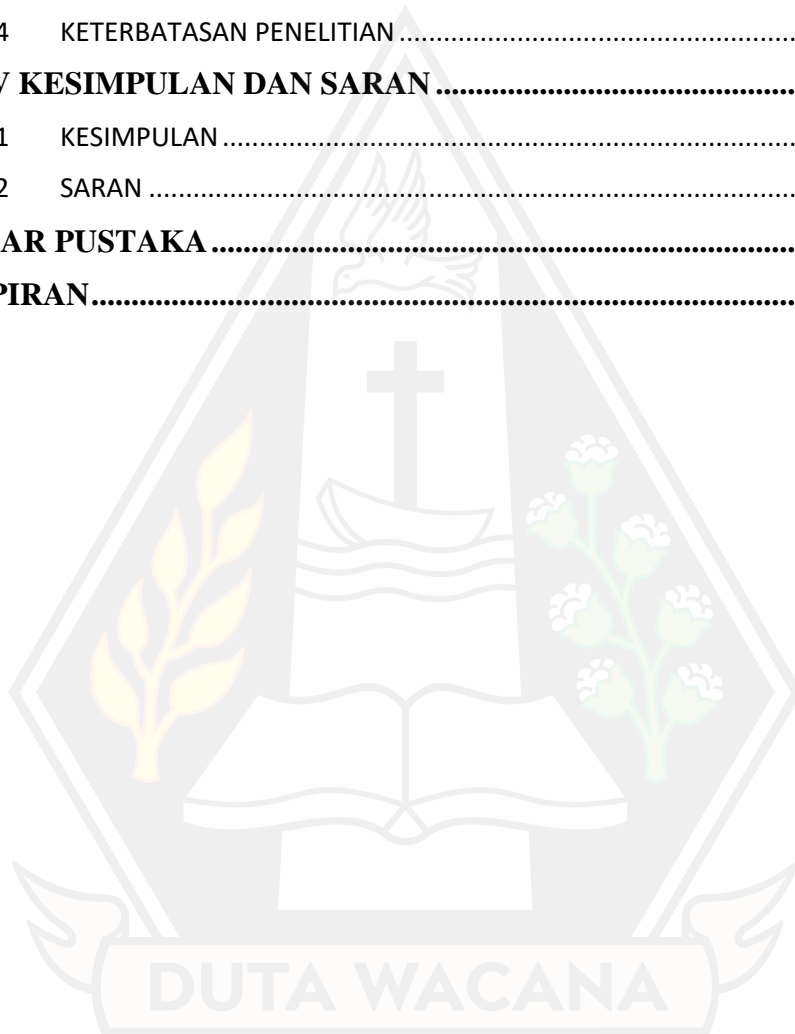 4 KETERBATASAN PENELITIAN ..........................................................
V KESIMPULAN DAN SARAN .............................................
1 KESIMPULAN ...............................................................................
2 SARAN .........................................................................................
AR PUSTAKA .........................................................................
PIRAN........................................................................................
DUTA WACANA